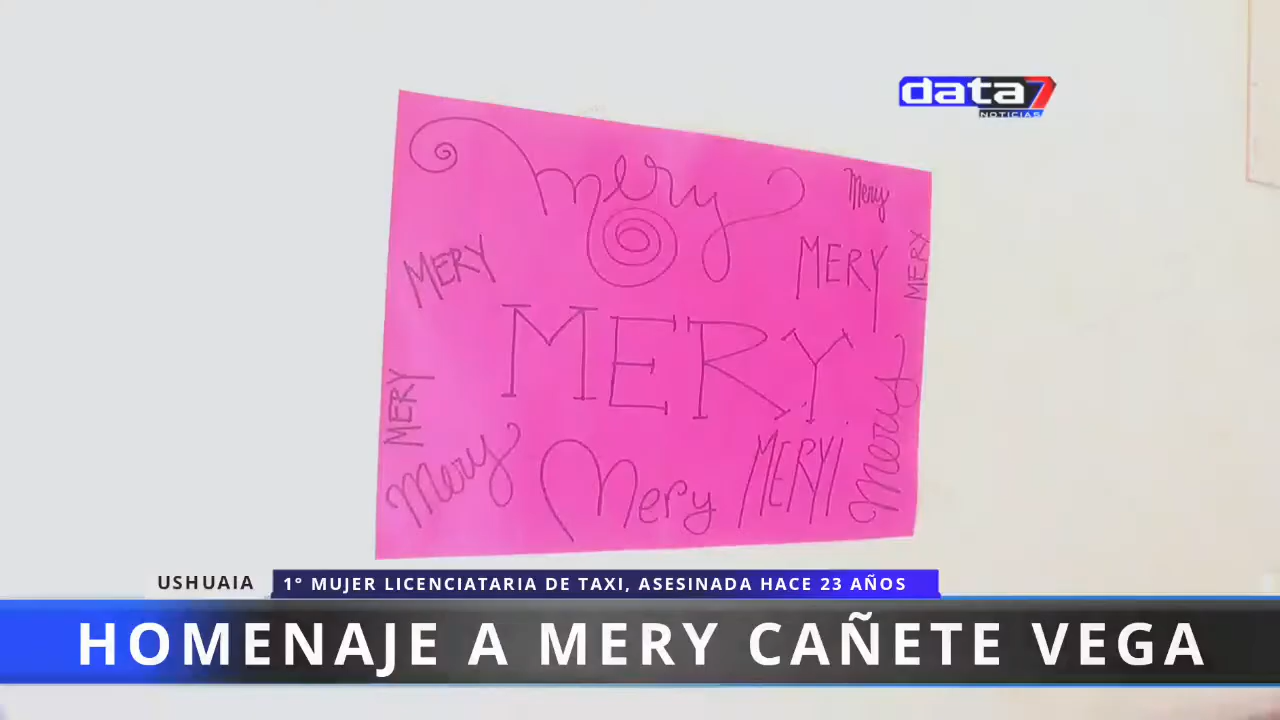 data7
NOTICIAS
mery
Mery
MERY
MERY
MERY
MERY
MERY
Mery
Mery
Mery
MERY
USHUAIA
1° MUJER LICENCIATARIA DE TAXI, ASESINADA HACE 23 AÑOS
HOMENAJE A MERY CAÑETE VEGA